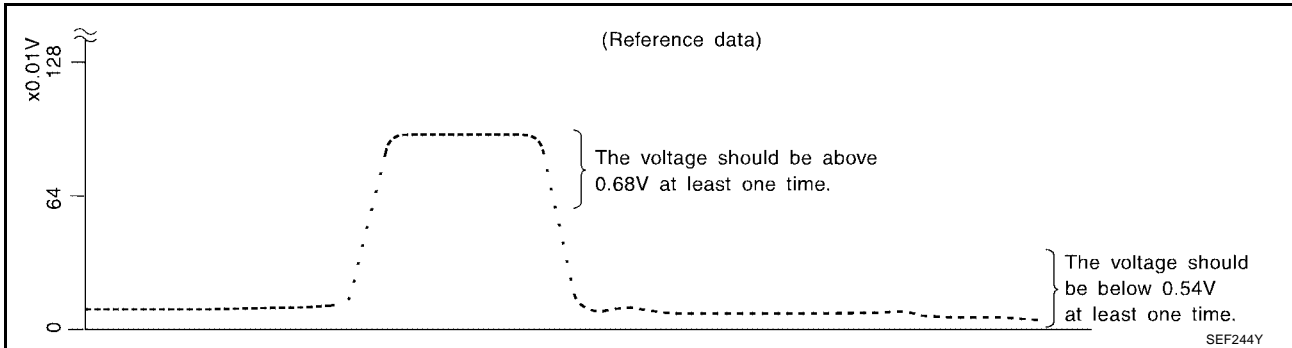 (Reference data)
x0.01V
128
64
0
The voltage should be above
0.68V at least one time.
The voltage should
be below 0.54V
at least one time.
SEF244Y